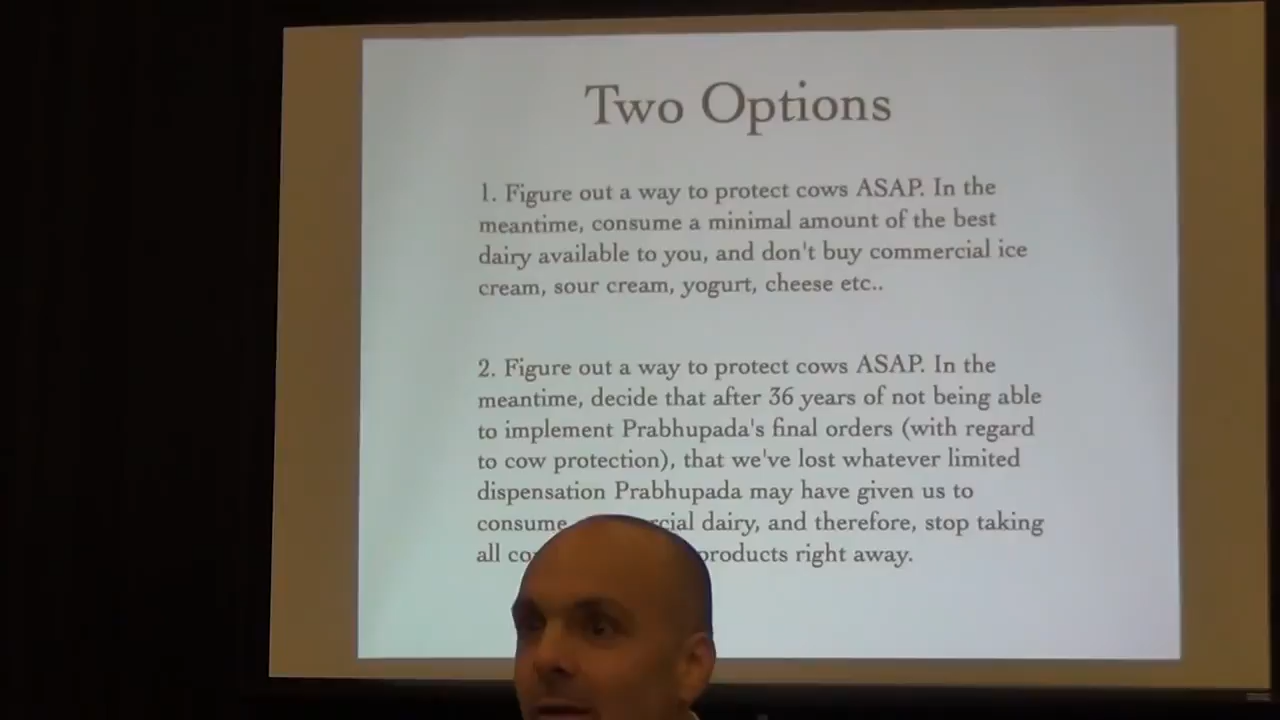 Two Options
1. Figure out a way to protect cows ASAP. In the
meantime, consume a minimal amount of the best
dairy available to you, and don't buy commercial ice
cream, sour cream, yogurt, cheese etc..
2. Figure out a way to protect cows ASAP. In the
meantime, decide that after 36 years of not being able
to implement Prabhupada's final orders (with regard
to cow protection), that we've lost whatever limited
dispensation Prabhupada may have given us to
consume dairy, and therefore, stop taking
all products right away.